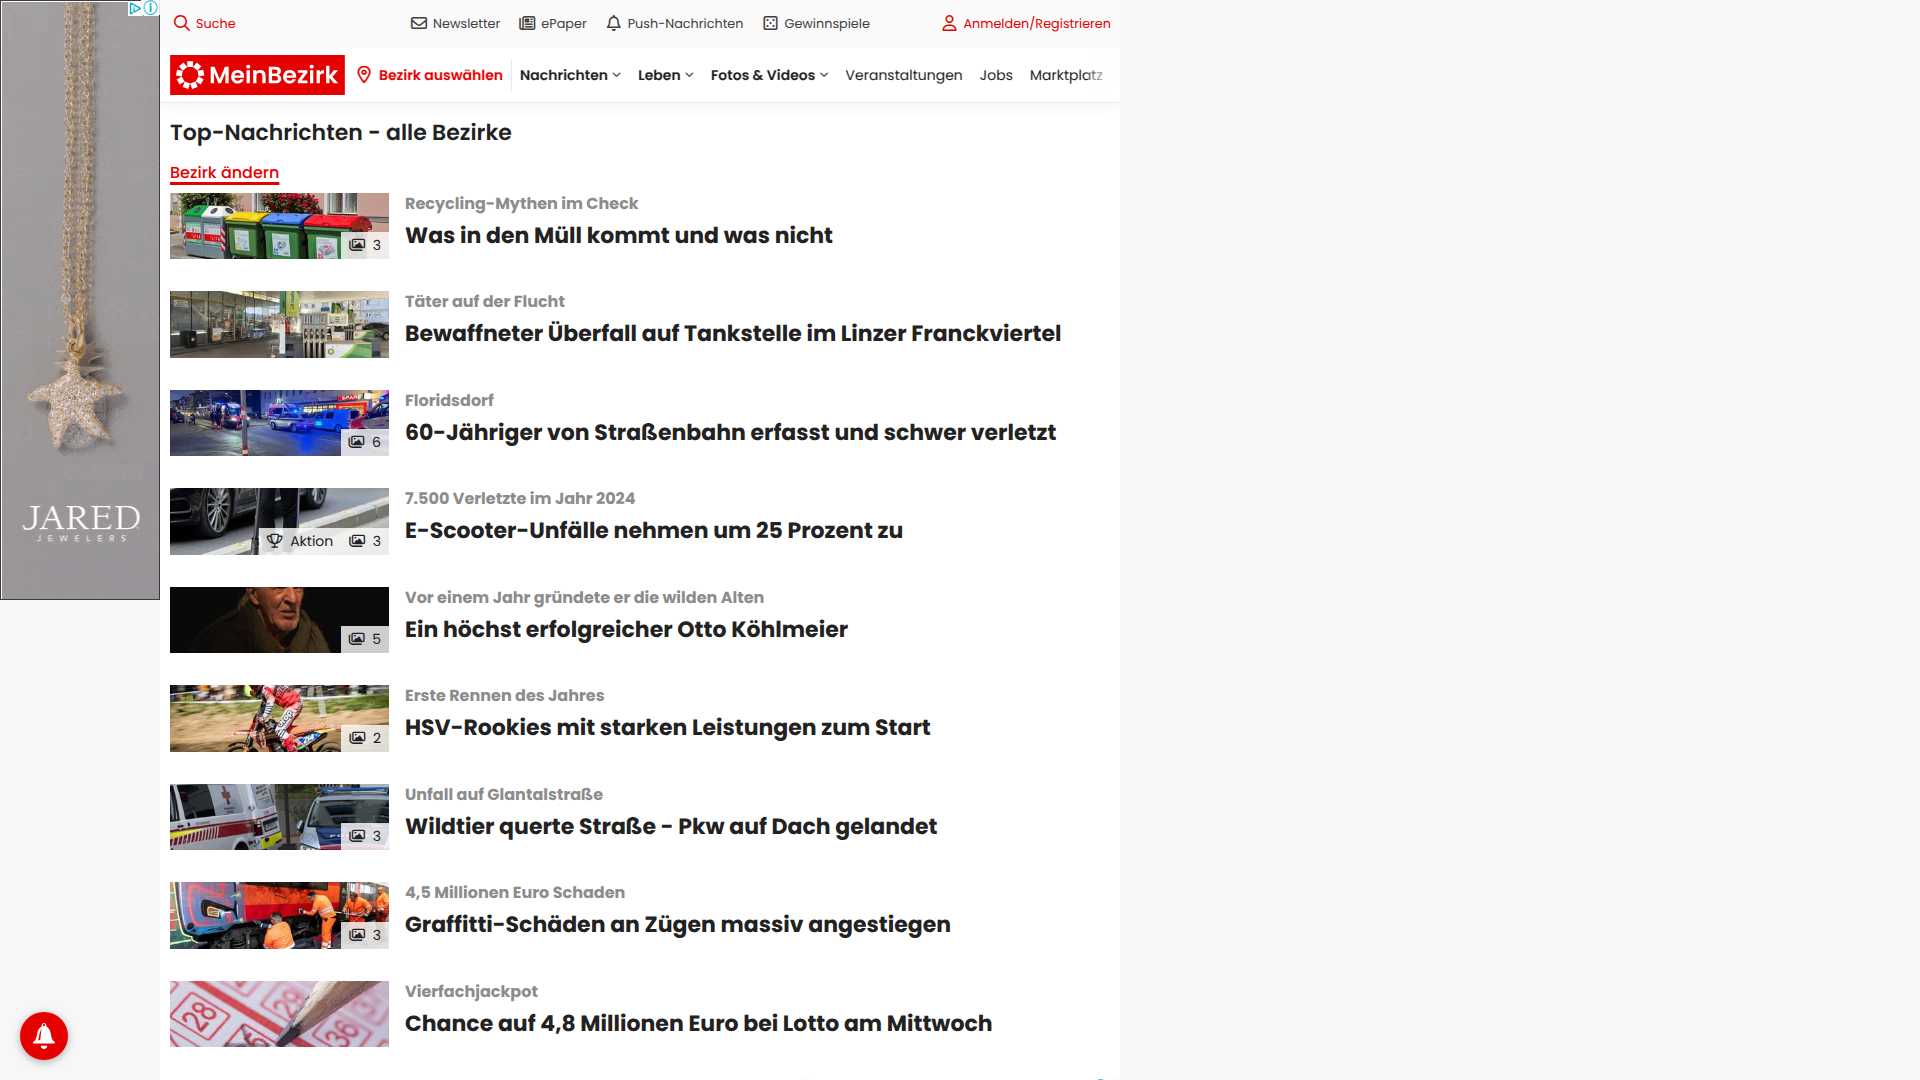 Suche
Newsletter
ePaper
Push-Nachrichten
Gewinnspiele
Anmelden/Registrieren
MeinBezirk
Bezirk auswählen
Nachrichten
Leben
Fotos & Videos
Veranstaltungen
Jobs
Marktplatz
Top-Nachrichten - alle Bezirke
Bezirk ändern
3
Recycling-Mythen im Check
Was in den Müll kommt und was nicht
Täter auf der Flucht
Bewaffneter Überfall auf Tankstelle im Linzer Franckviertel
6
Floridsdorf
60-Jähriger von Straßenbahn erfasst und schwer verletzt
Aktion 3
7.500 Verletzte im Jahr 2024
E-Scooter-Unfälle nehmen um 25 Prozent zu
5
Vor einem Jahr gründete er die wilden Alten
Ein höchst erfolgreicher Otto Köhlmeier
2
Erste Rennen des Jahres
HSV-Rookies mit starken Leistungen zum Start
3
Unfall auf Glantalstraße
Wildtier querte Straße - Pkw auf Dach gelandet
3
4,5 Millionen Euro Schaden
Graffitti-Schäden an Zügen massiv angestiegen
28
29
36
Vierfachjackpot
Chance auf 4,8 Millionen Euro bei Lotto am Mittwoch
JARED
JEWELERS